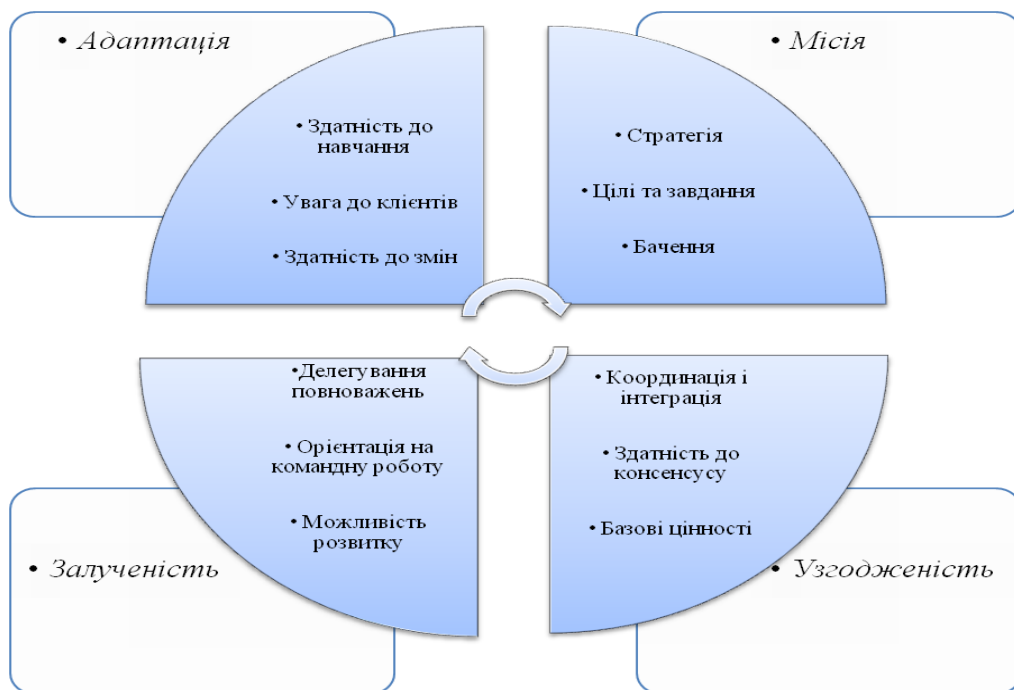 • Адаптація
• Місія
• Здатність до
навчання
• Увага до клієнтів
• Здатність до змін
• Стратегія
• Цілі та завдання
• Бачення
• Делегування
повноважень
• Орієнтація на
командну роботу
• Можливість
розвитку
• Координація і
інтеграція
• Здатність до
консенсусу
• Базові цінності
• Залученість
• Узгодженість